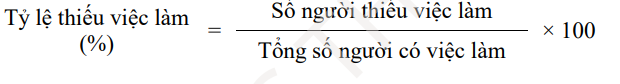 Tỷ lệ thiếu việc làm
(%)
=
Số người thiếu việc làm
Tổng số người có việc làm
× 100